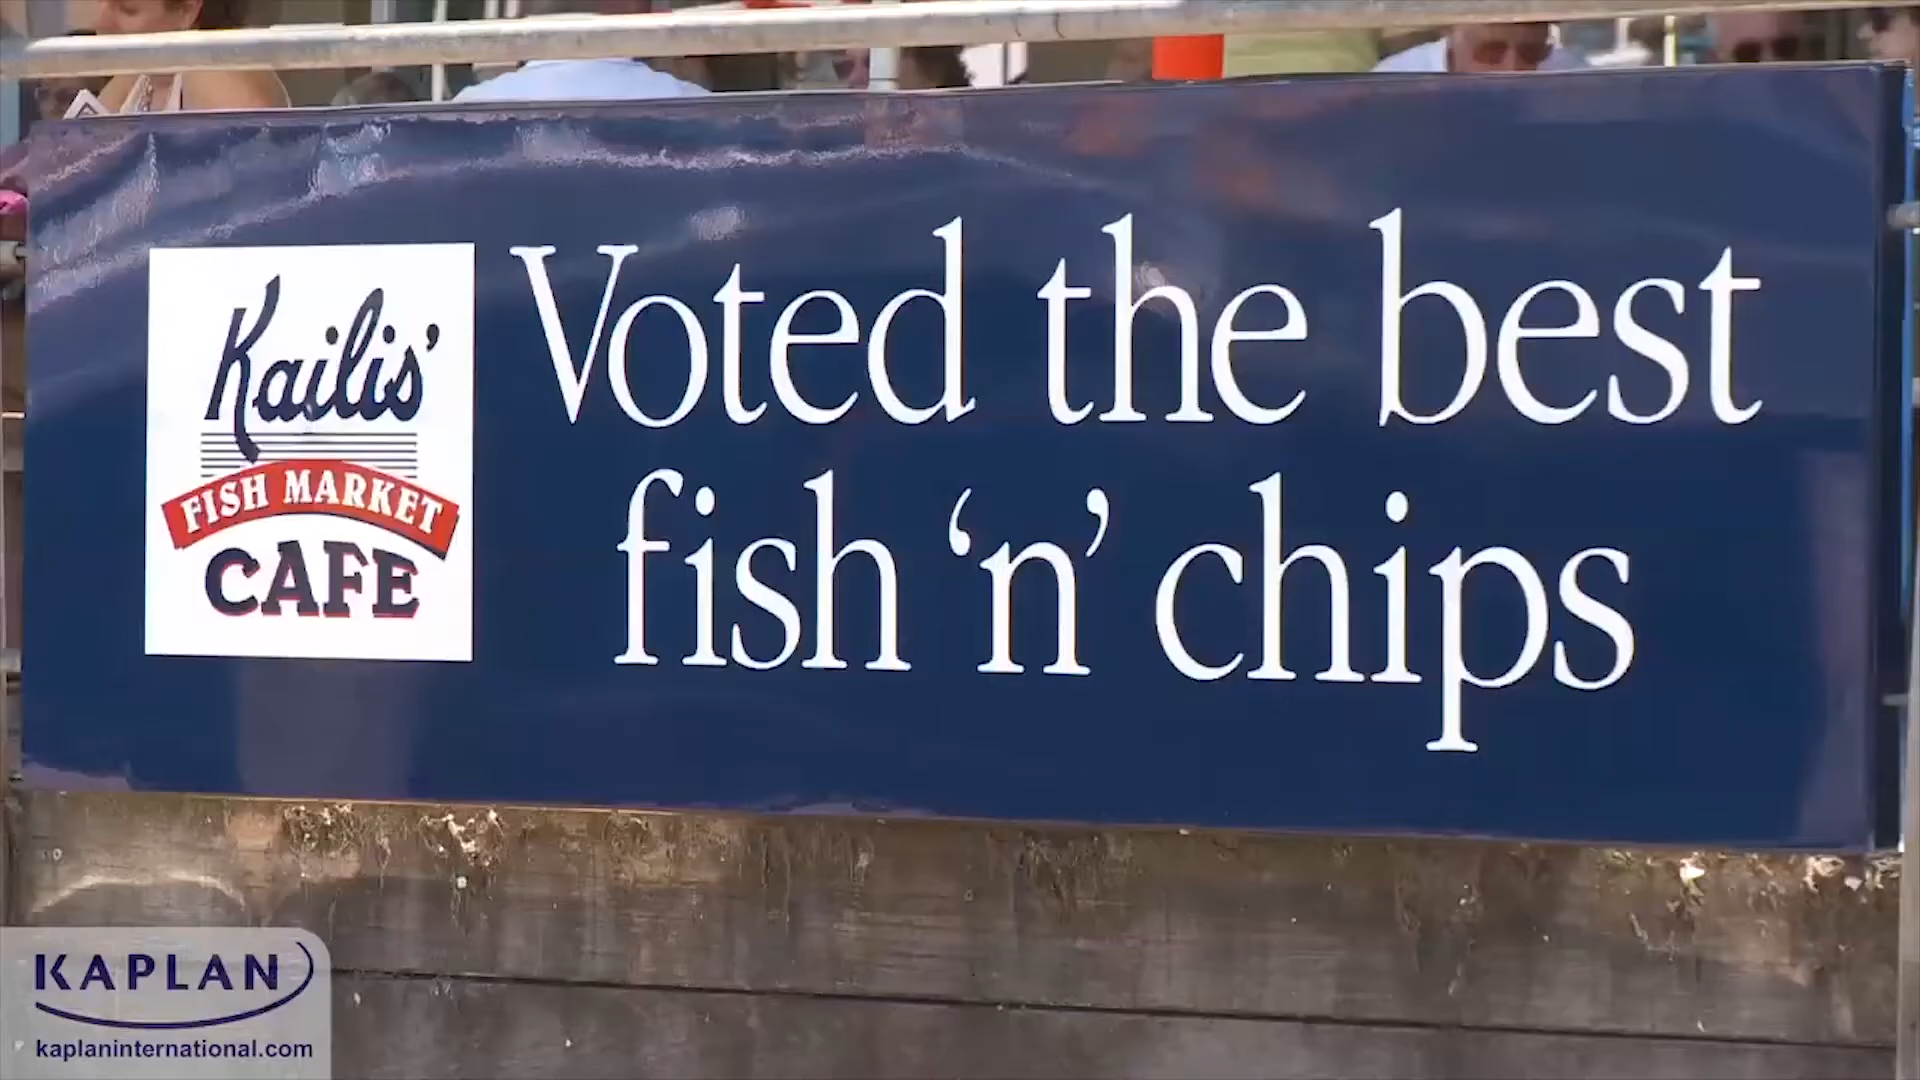 Kailis'
FISH MARKET
CAFE
Voted the best
fish ‘n’ chips
KAPLAN
kaplaninternational.com